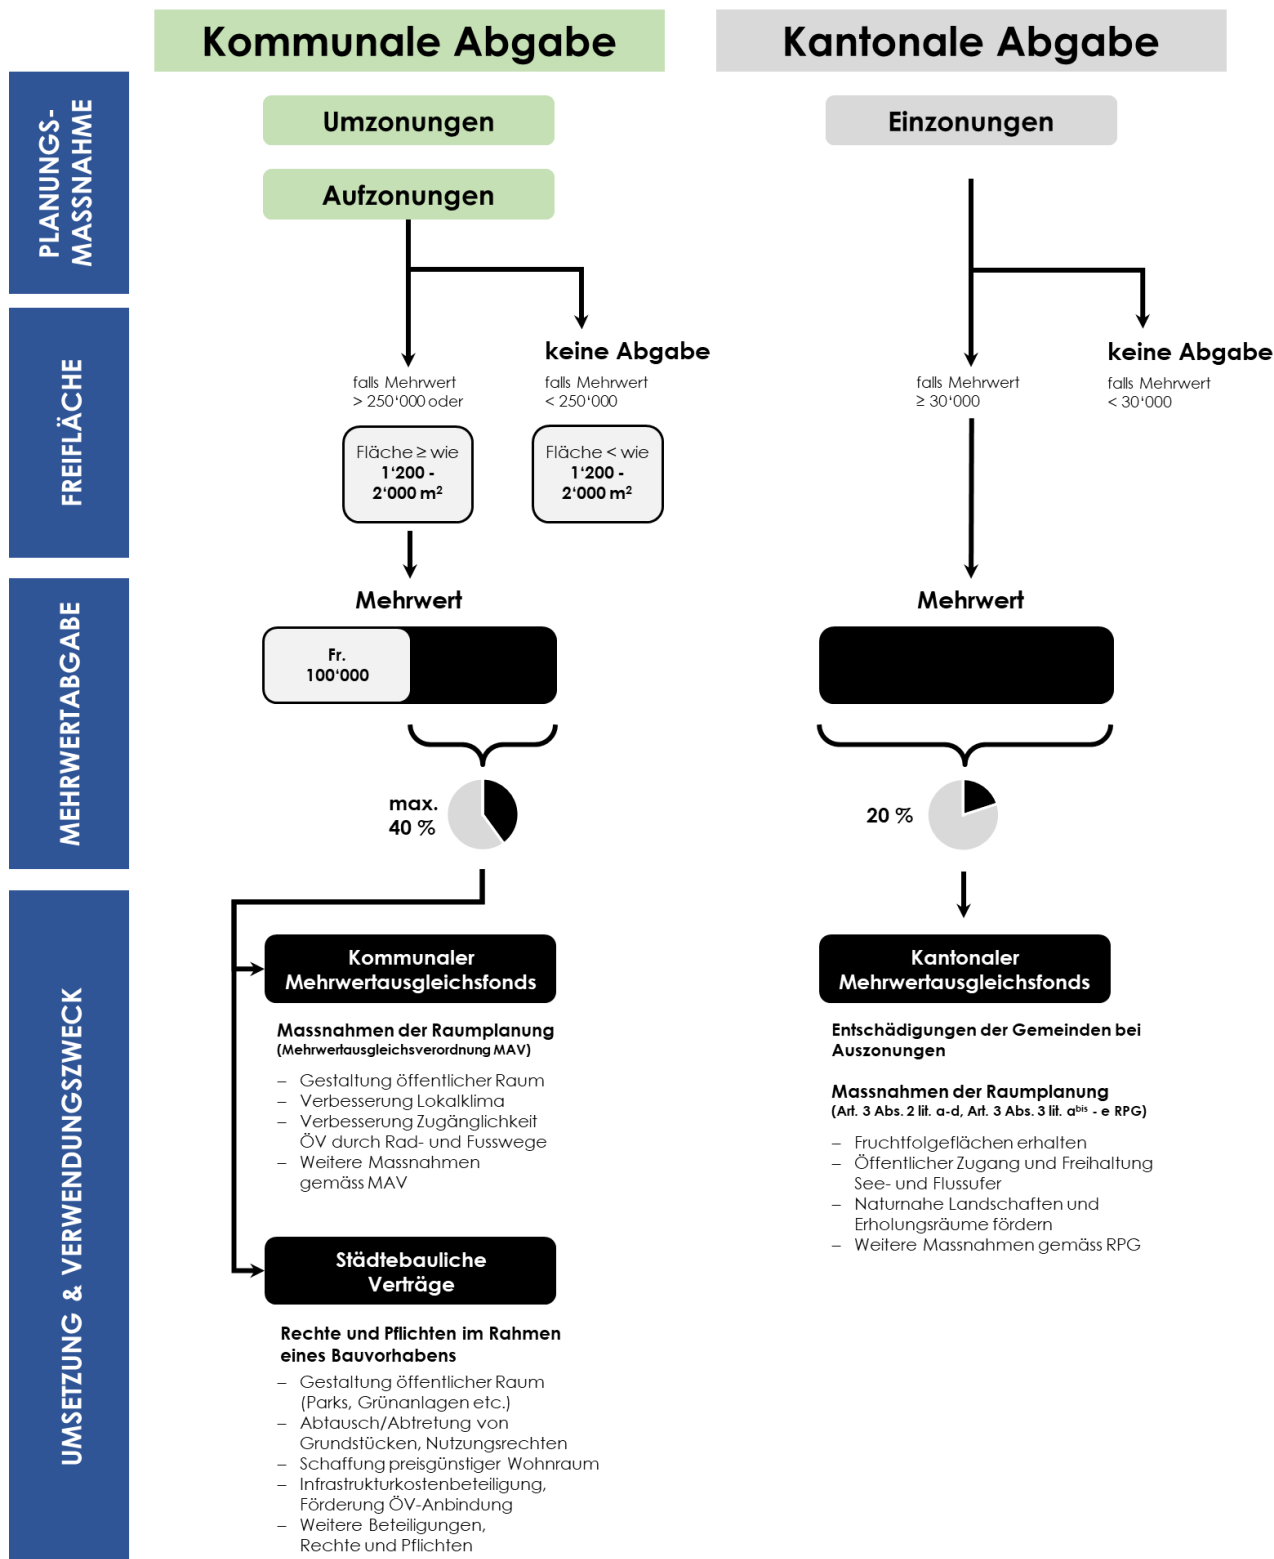 Kommunale Abgabe
Kantonale Abgabe
PLANUNGS-
MASSNAHME
Umzonungen
Aufzonungen
Einzonungen
FREIFLÄCHE
falls Mehrwert
> 250‘000 oder
Fläche ≥ wie
1‘200 -
2‘000 m²
keine Abgabe
falls Mehrwert
< 250‘000
Fläche < wie
1‘200 -
2‘000 m²
falls Mehrwert
≥ 30‘000
keine Abgabe
falls Mehrwert
< 30‘000
MEHRWERTABGABE
Mehrwert
Fr.
100‘000
max.
40 %
Mehrwert
20 %
UMSETZUNG & VERWENDUNGSZWECK
Kommunaler
Mehrwertausgleichsfonds
Massnahmen der Raumplanung
(Mehrwertausgleichsverordnung MAV)
– Gestaltung öffentlicher Raum
– Verbesserung Lokalklima
– Verbesserung Zugänglichkeit
ÖV durch Rad- und Fusswege
– Weitere Massnahmen
gemäss MAV
Städtebauliche
Verträge
Rechte und Pflichten im Rahmen
eines Bauvorhabens
– Gestaltung öffentlicher Raum
(Parks, Grünanlagen etc.)
– Abtausch/Abtretung von
Grundstücken, Nutzungsrechten
– Schaffung preisgünstiger Wohnraum
– Infrastrukturkostenbeteiligung,
Förderung ÖV-Anbindung
– Weitere Beteiligungen,
Rechte und Pflichten
Kantonaler
Mehrwertausgleichsfonds
Entschädigungen der Gemeinden bei
Auszonungen
Massnahmen der Raumplanung
(Art. 3 Abs. 2 lit. a-d, Art. 3 Abs. 3 lit. aᵇⁱˢ - e RPG)
– Fruchtfolgeflächen erhalten
– Öffentlicher Zugang und Freihaltung
See- und Flussufer
– Naturnahe Landschaften und
Erholungsräume fördern
– Weitere Massnahmen gemäss RPG